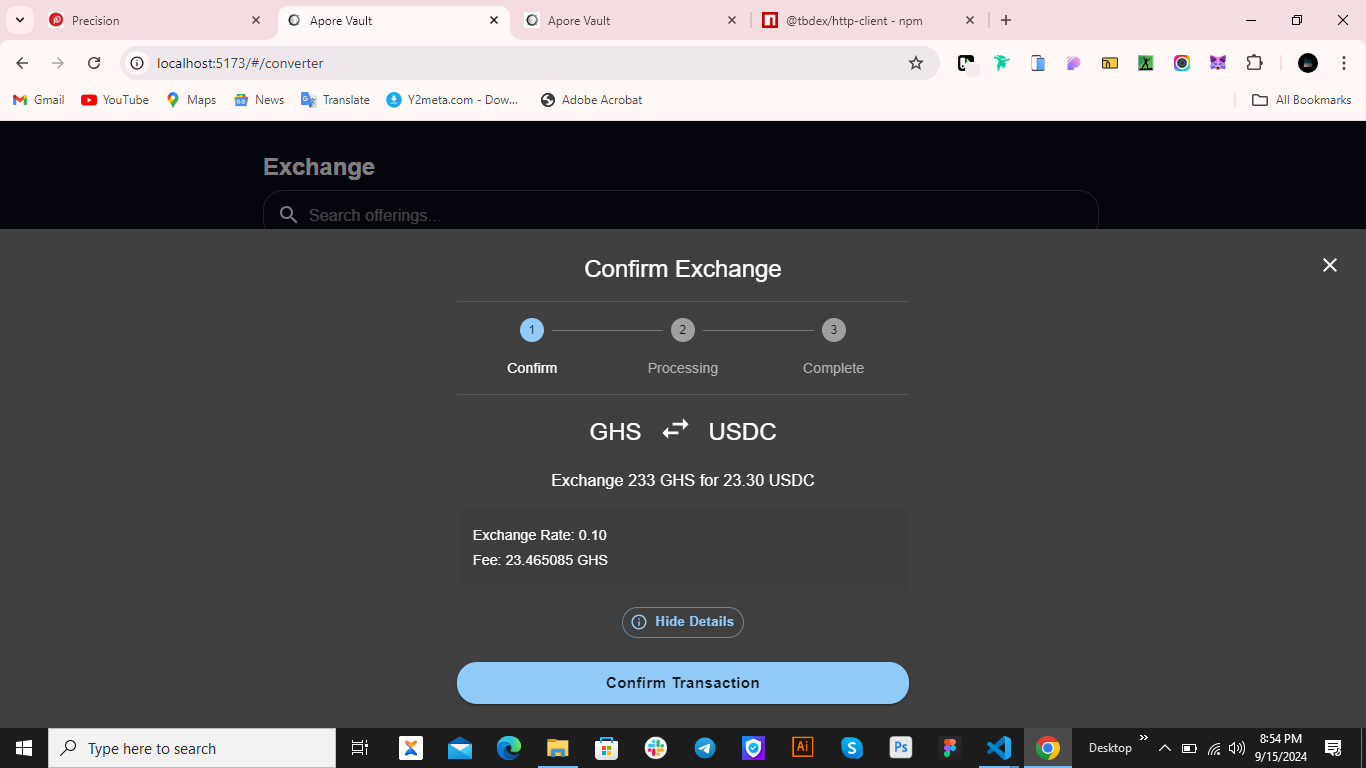 Precision
Apore Vault
Apore Vault
@tbdex/http-client - npm
localhost:5173/#/converter
Gmail
YouTube
Maps
News
Translate
Y2meta.com - Dow...
Adobe Acrobat
All Bookmarks
Exchange
Search offerings...
Confirm Exchange
1
2
3
Confirm
Processing
Complete
GHS
USDC
Exchange 233 GHS for 23.30 USDC
Exchange Rate: 0.10
Fee: 23.465085 GHS
Hide Details
Confirm Transaction
Type here to search
Ai
Ps
Desktop
8:54 PM
9/15/2024